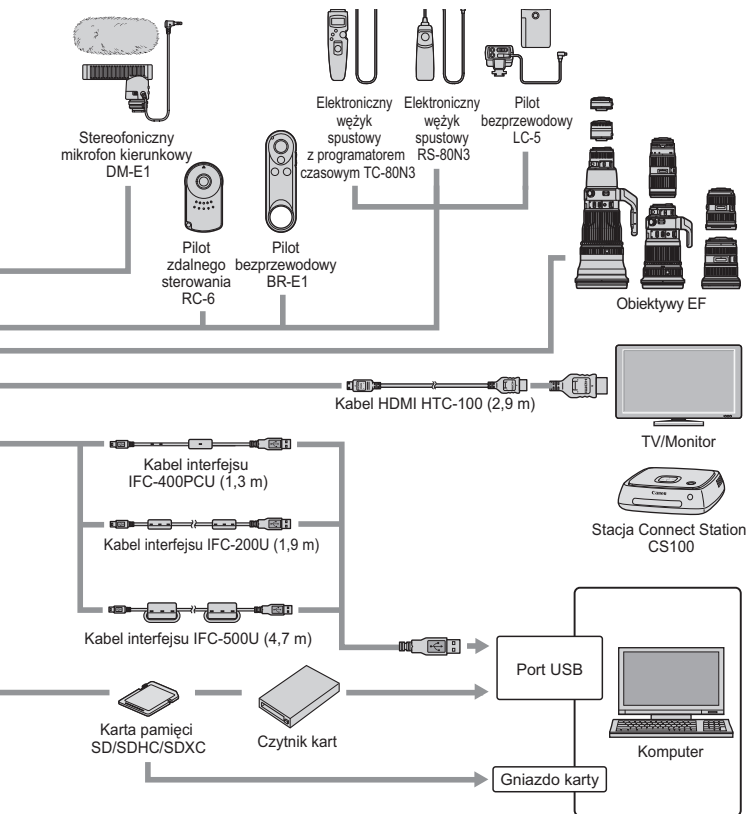 Stereofoniczny
mikrofon kierunkowy
DM-E1
Elektroniczny
wężyk
spustowy
z programatorem
czasowym TC-80N3
Elektroniczny
wężyk
spustowy
RS-80N3
Pilot
bezprzewodowy
LC-5
Pilot
zdalnego
sterowania
RC-6
Pilot
bezprzewodowy
BR-E1
Obiektywy EF
Kabel HDMI HTC-100 (2,9 m)
TV/Monitor
Kabel interfejsu
IFC-400PCU (1,3 m)
Canon
Stacja Connect Station
CS100
Kabel interfejsu IFC-200U (1,9 m)
Kabel interfejsu IFC-500U (4,7 m)
Port USB
Karta pamięci
SD/SDHC/SDXC
Czytnik kart
Komputer
Gniazdo karty